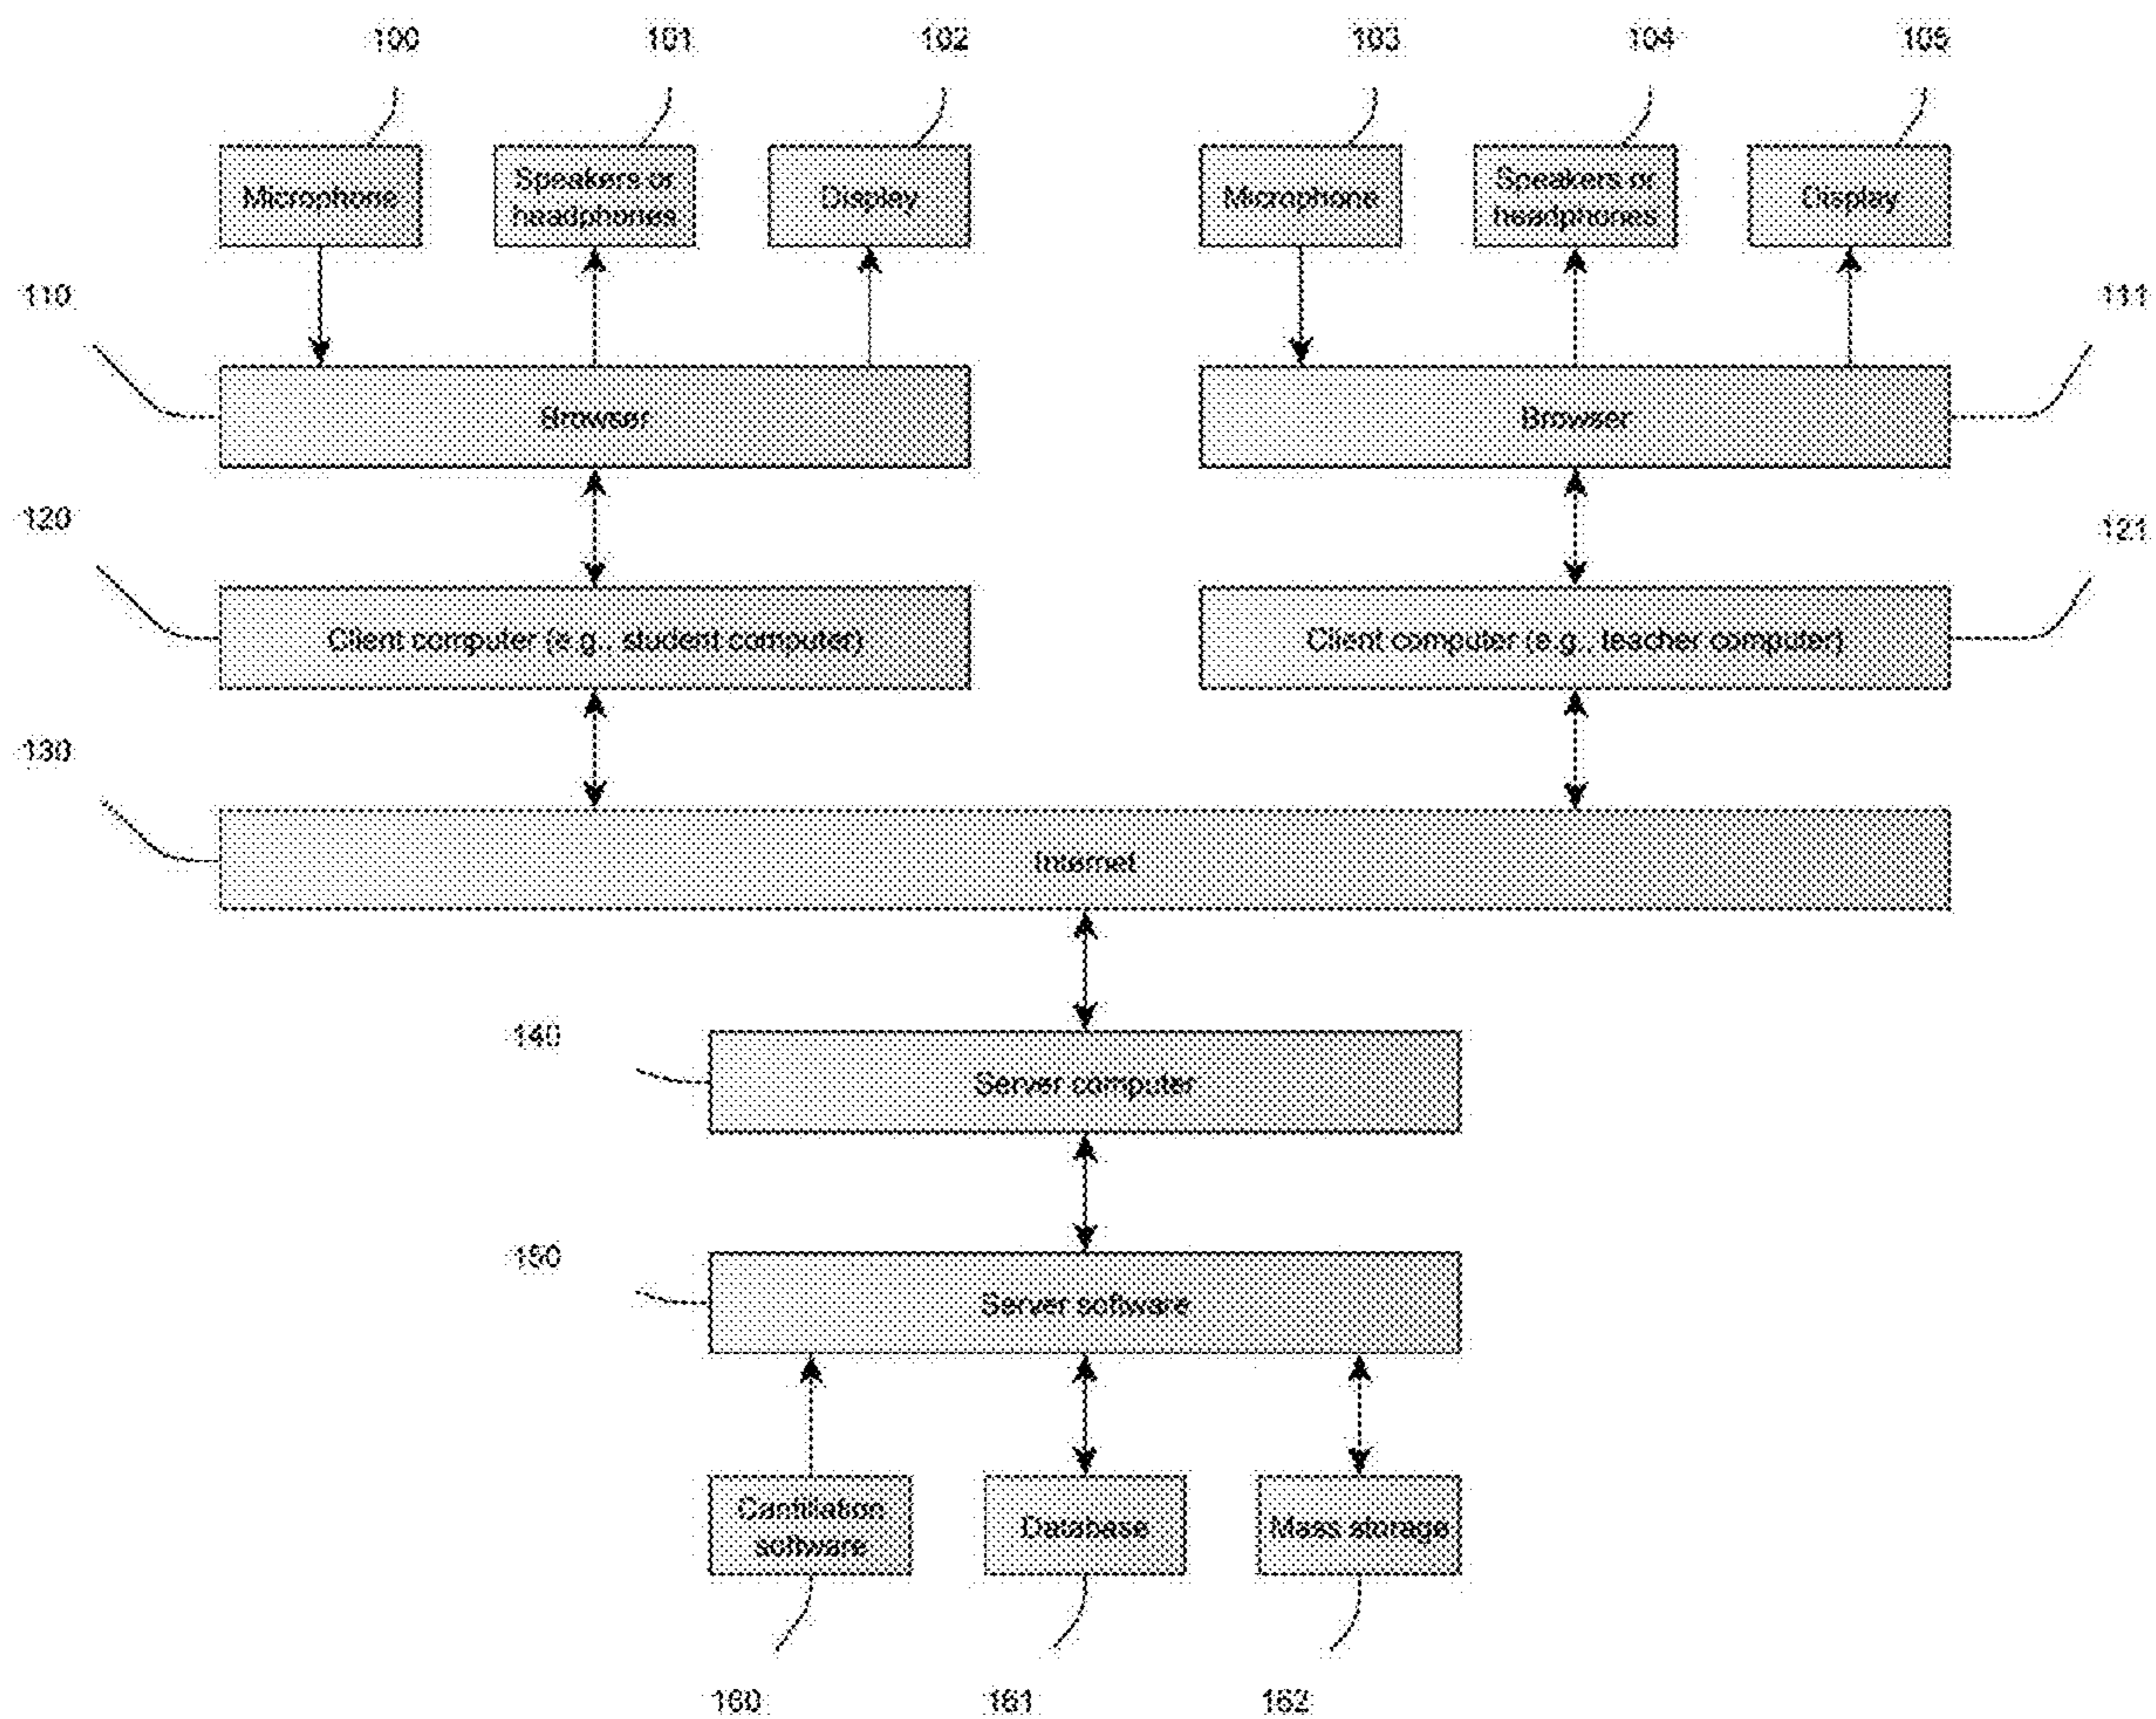 100 101 102 103 104 105
Microphone
Speakers or
headphones
Display
Microphone
Speakers or
headphones
Display
110
111
Browser
Browser
120
121
Client computer (e.g., student computer)
Client computer (e.g., teacher computer)
130
Internet
140
Server computer
150
Server software
Cantillation
software
Database
Mass storage
160 161 162